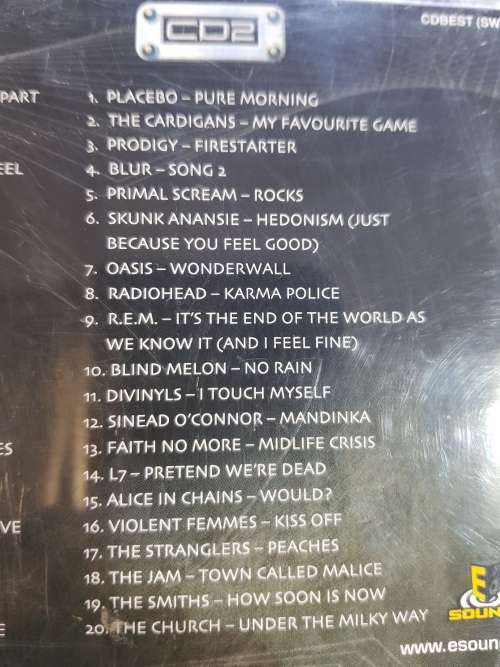 CD2
CDBEST (SW
PART
EEL
ES
VE
E
1. PLACEBO – PURE MORNING
2. THE CARDIGANS – MY FAVOURITE GAME
3. PRODIGY – FIRESTARTER
4. BLUR – SONG 2
5. PRIMAL SCREAM – ROCKS
6. SKUNK ANANSIE – HEDONISM (JUST
BECAUSE YOU FEEL GOOD)
7. OASIS – WONDERWALL
8. RADIOHEAD – KARMA POLICE
9. R.E.M. – IT'S THE END OF THE WORLD AS
WE KNOW IT (AND I FEEL FINE)
10. BLIND MELON – NO RAIN
11. DIVINYLS – I TOUCH MYSELF
12. SINEAD O'CONNOR – MANDINKA
13. FAITH NO MORE – MIDLIFE CRISIS
14. L7 – PRETEND WE'RE DEAD
15. ALICE IN CHAINS – WOULD?
16. VIOLENT FEMMES – KISS OFF
17. THE STRANGLERS – PEACHES
18. THE JAM – TOWN CALLED MALICE
19. THE SMITHS – HOW SOON IS NOW
20. THE CHURCH – UNDER THE MILKY WAY
SOUN
www.esoun